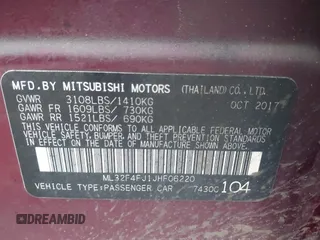 MFD.BY MITSUBISHI MOTORS (THAILAND) CO.,LTD.
GVWR 3108LBS/1410KG OCT 2017
GAWR FR 1609LBS/ 730KG
GAWR RR 1521LBS/ 690KG
THIS VEHICLE CONFORMS TO ALL APPLICABLE FEDERAL MOTOR
VEHICLE SAFETY, BUMPER, AND THEFT PREVENTION STANDARDS
IN EFFECT ON THE DATE OF MANUFACTURE SHOWN ABOVE.
ML32F4FJ1JHF06220
VEHICLE TYPE:PASSENGER CAR 74300 104
AUTOBIDMASTER